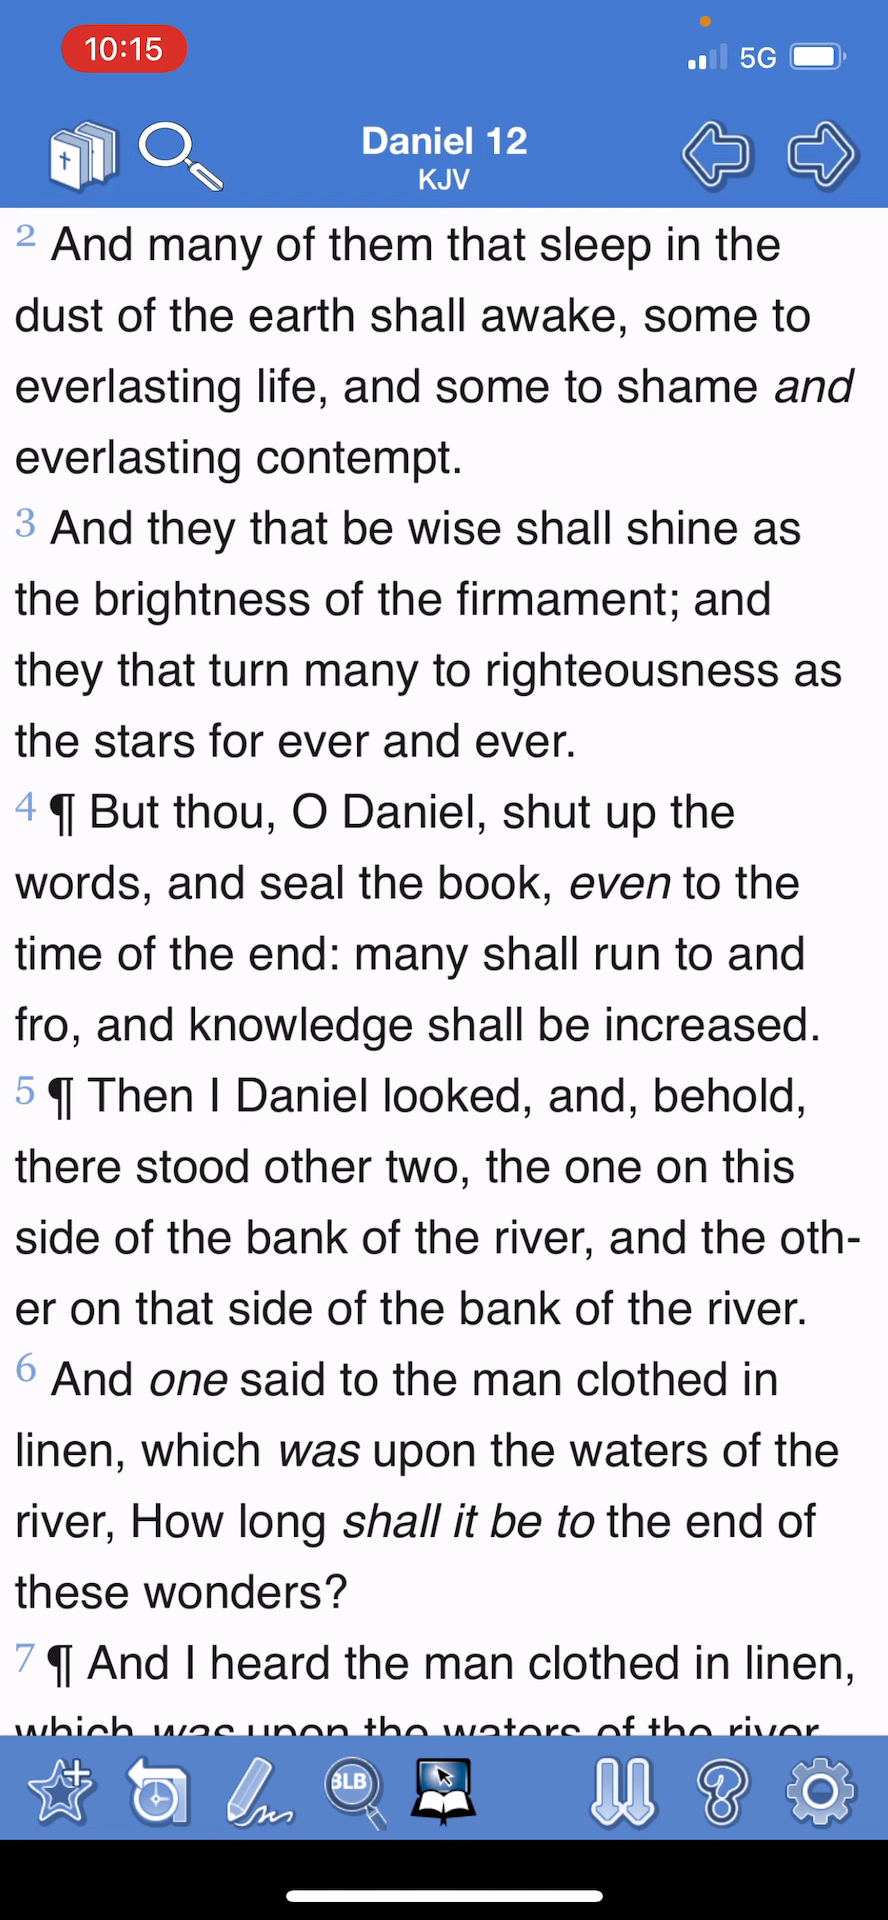 10:15
5G
Daniel 12
KJV
2 And many of them that sleep in the
dust of the earth shall awake, some to
everlasting life, and some to shame and
everlasting contempt.
3 And they that be wise shall shine as
the brightness of the firmament; and
they that turn many to righteousness as
the stars for ever and ever.
4 ¶ But thou, O Daniel, shut up the
words, and seal the book, even to the
time of the end: many shall run to and
fro, and knowledge shall be increased.
5 ¶ Then I Daniel looked, and, behold,
there stood other two, the one on this
side of the bank of the river, and the oth-
er on that side of the bank of the river.
6 And one said to the man clothed in
linen, which was upon the waters of the
river, How long shall it be to the end of
these wonders?
7 ¶ And I heard the man clothed in linen,
which was upon the waters of the river
BLB